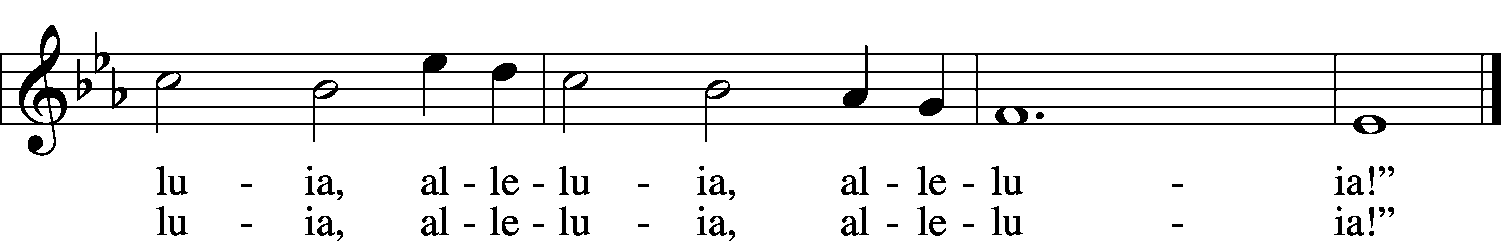 lu - ia, al - le - lu - ia, al - le - lu - ia!”
lu - ia, al - le - lu - ia, al - le - lu - ia!”